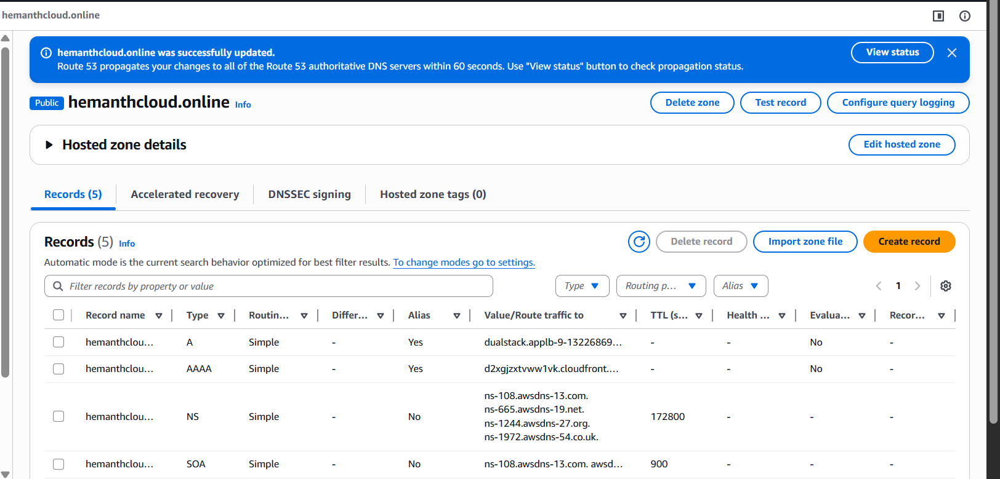 hemanthcloud.online
hemanthcloud.online was successfully updated.
View status
Route 53 propagates your changes to all of the Route 53 authoritative DNS servers within 60 seconds. Use "View status" button to check propagation status.
Public hemanthcloud.online Info
Delete zone
Test record
Configure query logging
Hosted zone details
Edit hosted zone
Records (5)
Accelerated recovery
DNSSEC signing
Hosted zone tags (0)
Records (5) Info
Delete record
Import zone file
Create record
Automatic mode is the current search behavior optimized for best filter results. To change modes go to settings.
Filter records by property or value
Type
Routing p...
Alias
1
Record name Type Routin... Differ... Alias Value/Route traffic to TTL (s... Health ... Evalua... Recor...
hemanthclou... A Simple - Yes dualstack.applb-9-13226869... - - No -
hemanthclou... AAAA Simple - Yes d2xgjzxtvww1vk.cloudfront.... - - No -
ns-108.awsdns-13.com.
ns-665.awsdns-19.net.
hemanthclou... NS Simple - No 172800 - - -
ns-1244.awsdns-27.org.
ns-1972.awsdns-54.co.uk.
hemanthclou... SOA Simple - No ns-108.awsdns-13.com. awsd... 900 - - -